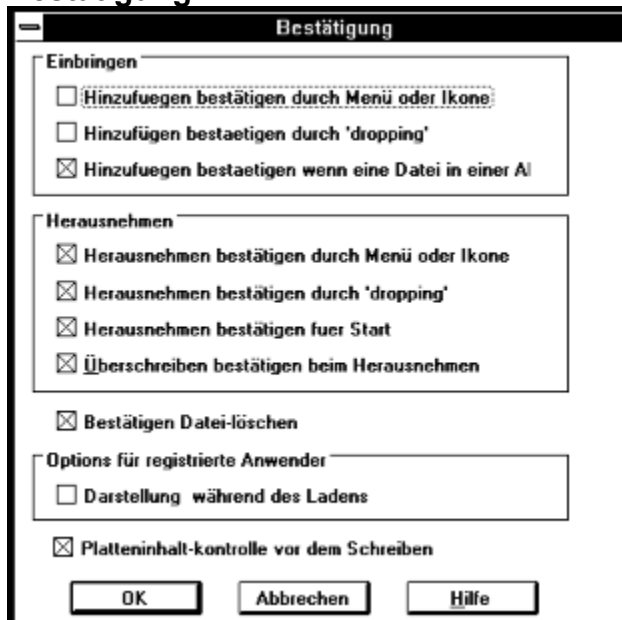 Bestätigung
Bestätigung
Einbringen
Hinzufuegen bestätigen durch Menü oder Ikone
Hinzufügen bestaetigen durch 'dropping'
Hinzufuegen bestaetigen wenn eine Datei in einer
Herausnehmen
Herausnehmen bestätigen durch Menü oder Ikone
Herausnehmen bestätigen durch 'dropping'
Herausnehmen bestätigen fuer Start
Überschreiben bestätigen beim Herausnehmen
Bestätigen Datei-löschen
Options für registrierte Anwender
Darstellung während des Ladens
Platteninhalt-kontrolle vor dem Schreiben
OK Abbrechen Hilfe